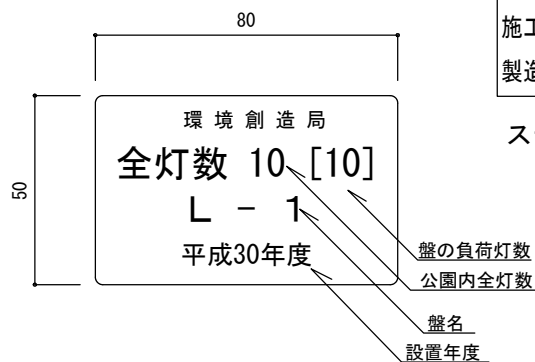 80
施工
製造
50
環境創造局
全灯数 10 [10]
L - 1
平成30年度
盤の負荷灯数
公園内全灯数
盤名
設置年度